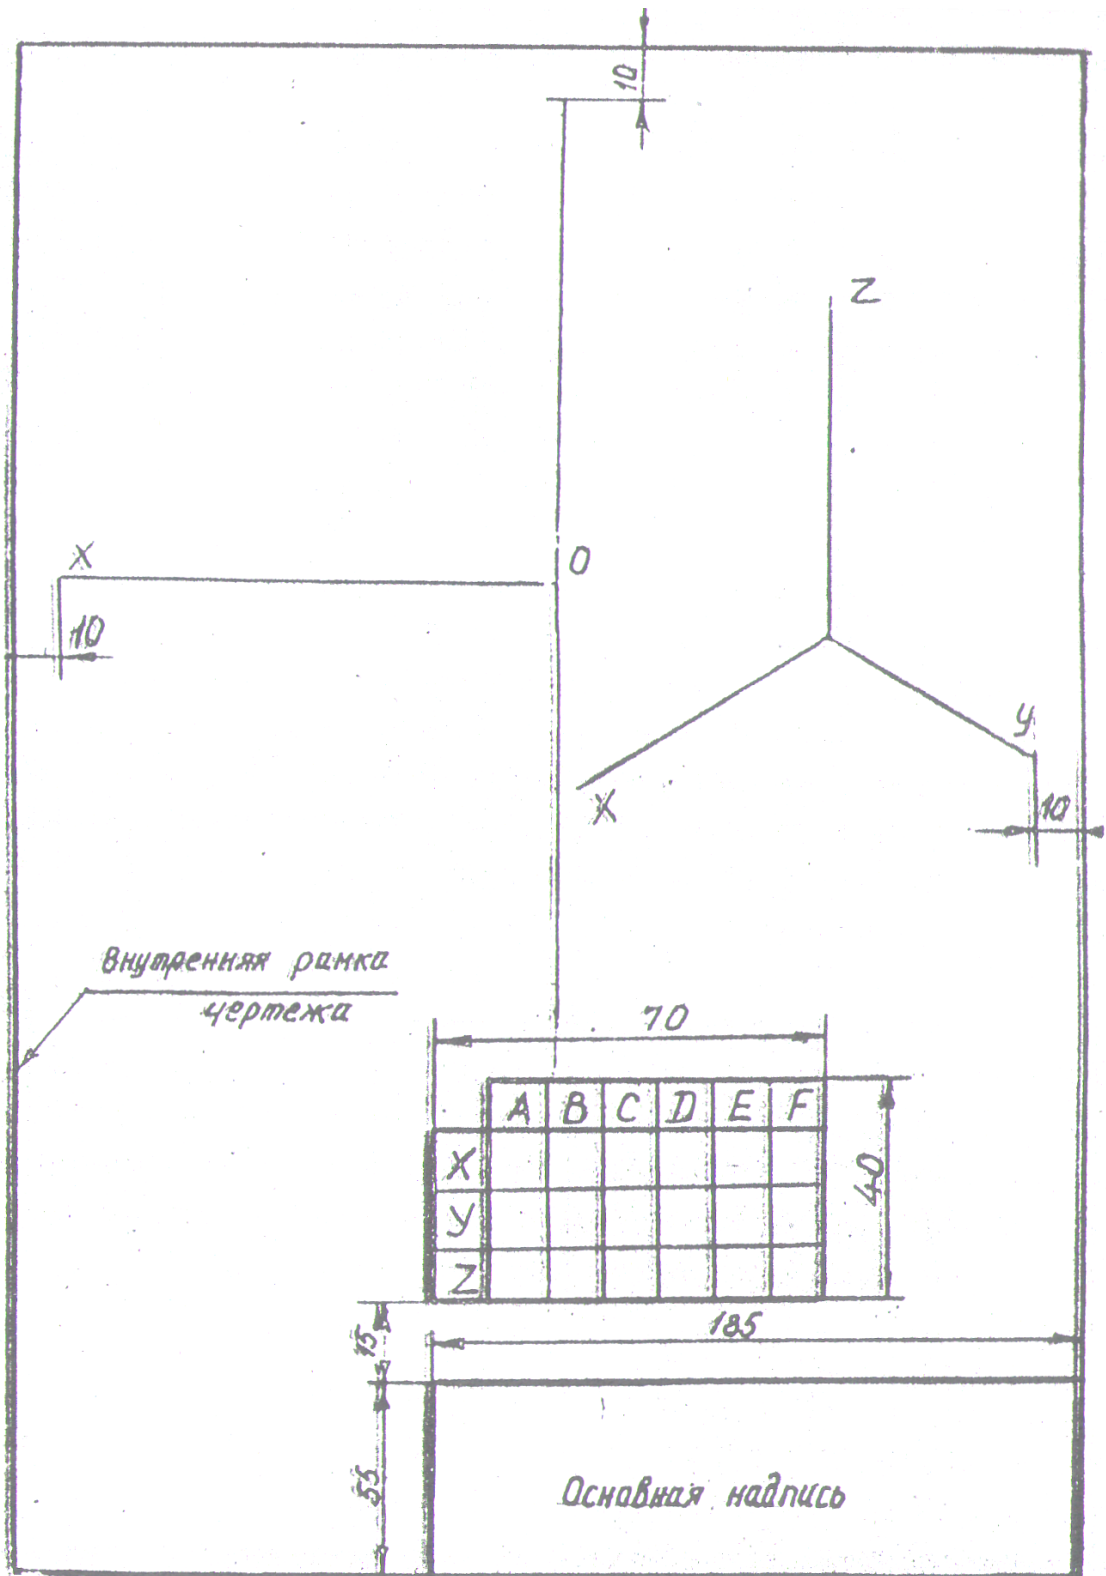 10
Z
X
O
10
У
X
10
Внутренняя рамка
чертежа
70
A B C D E F
X
40
У
Z
15
185
55
Основная надпись